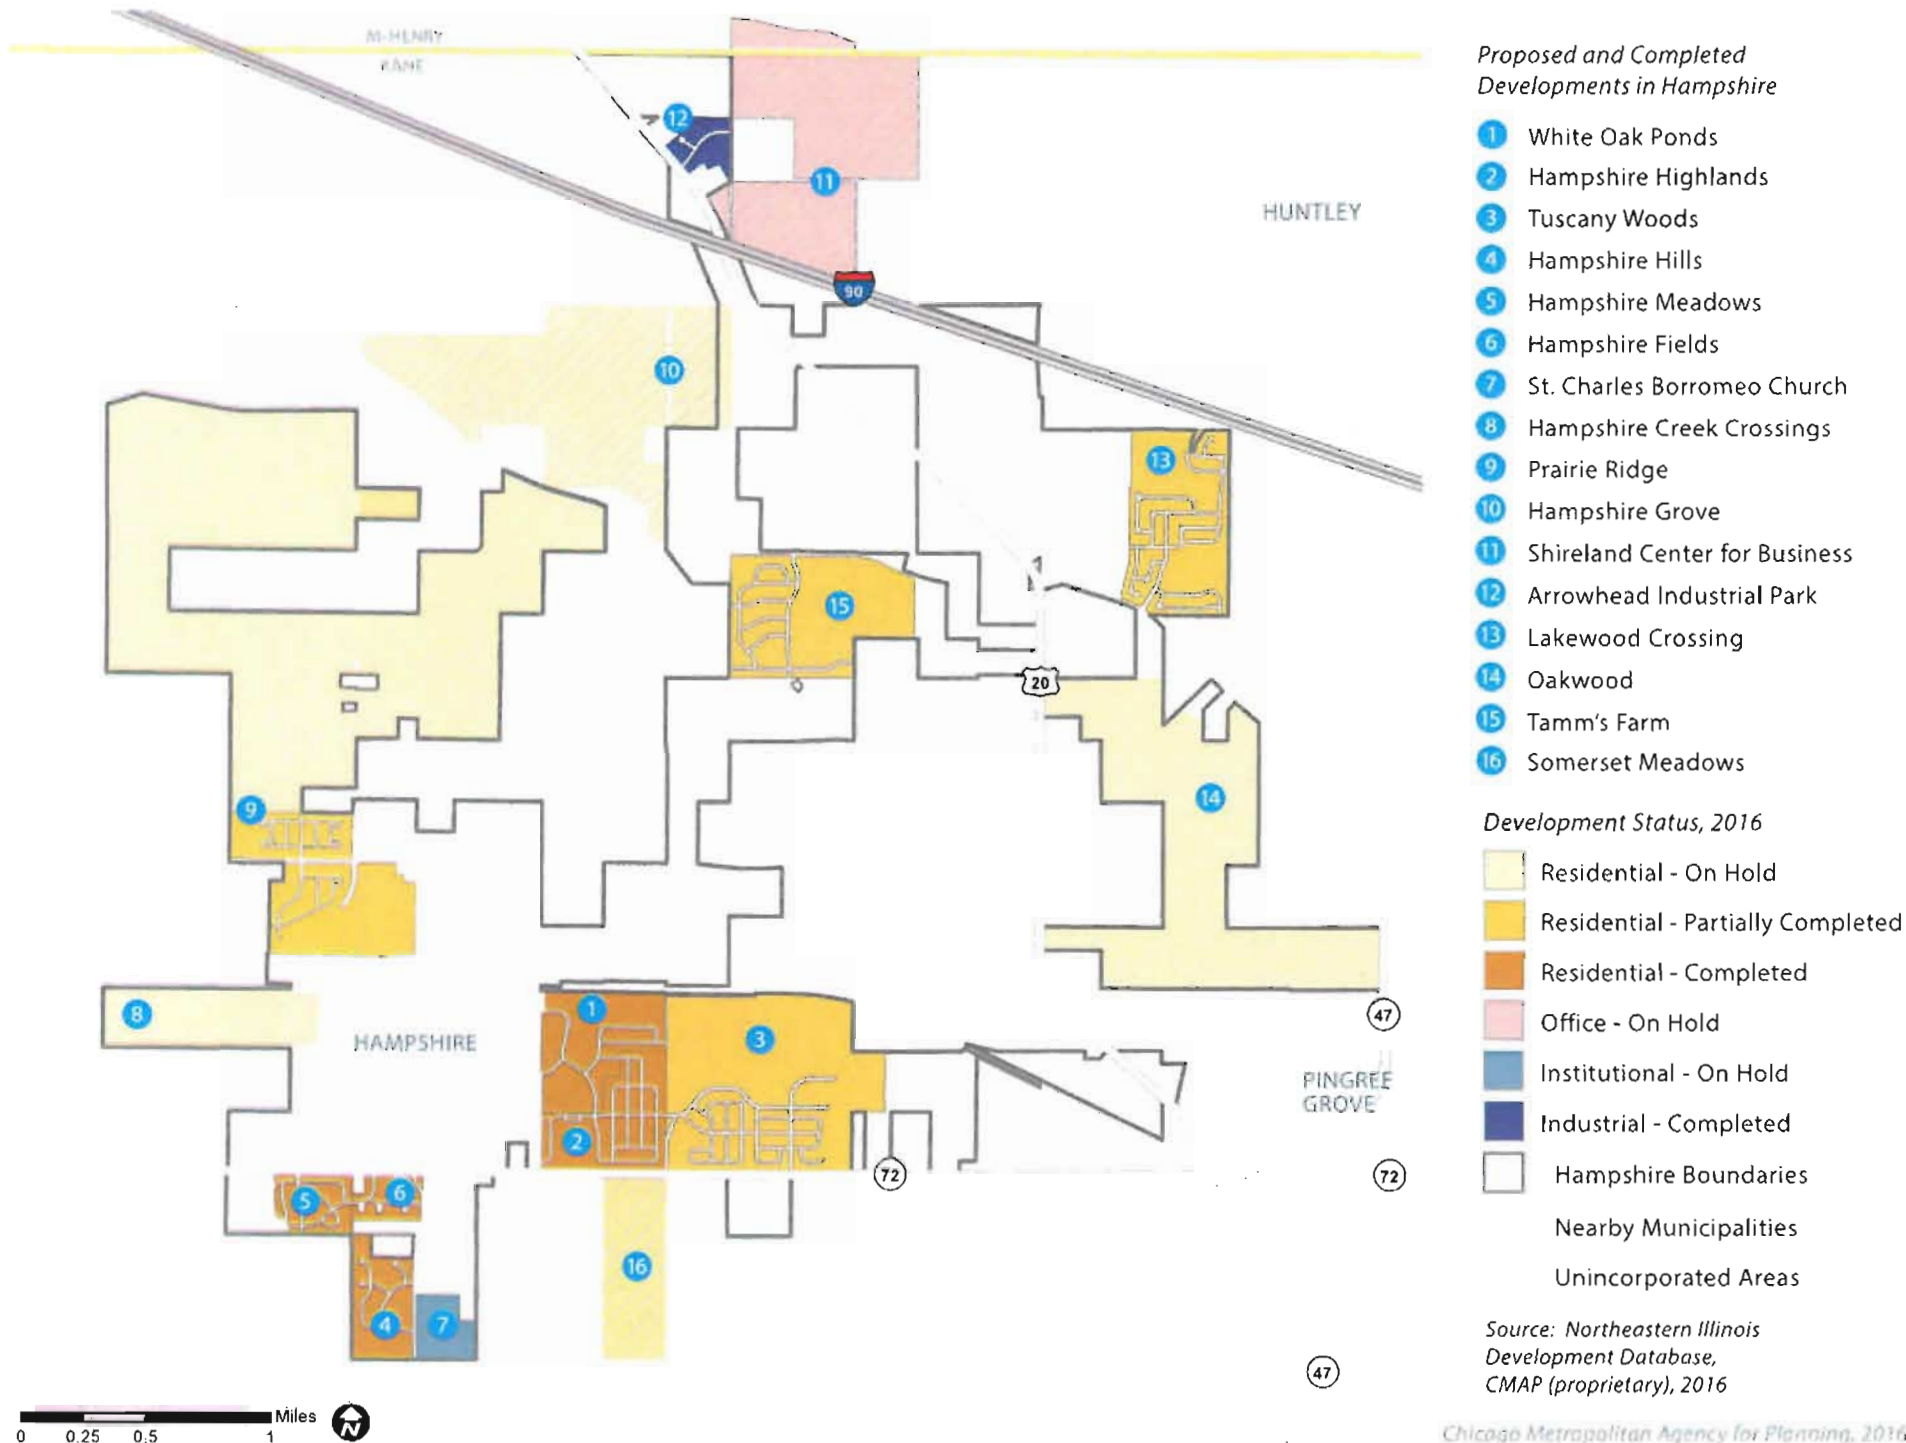 M-HENRY
KANE
12
11
HUNTLEY
90
10
13
15
20
14
9
8
HAMPSHIRE
1
3
47
PINGREE
GROVE
2
72
72
5
6
16
4
7
47
0 0.25 0.5 1 Miles
N
Proposed and Completed
Developments in Hampshire
1 White Oak Ponds
2 Hampshire Highlands
3 Tuscany Woods
4 Hampshire Hills
5 Hampshire Meadows
6 Hampshire Fields
7 St. Charles Borromeo Church
8 Hampshire Creek Crossings
9 Prairie Ridge
10 Hampshire Grove
11 Shireland Center for Business
12 Arrowhead Industrial Park
13 Lakewood Crossing
14 Oakwood
15 Tamm's Farm
16 Somerset Meadows
Development Status, 2016
Residential - On Hold
Residential - Partially Completed
Residential - Completed
Office - On Hold
Institutional - On Hold
Industrial - Completed
Hampshire Boundaries
Nearby Municipalities
Unincorporated Areas
Source: Northeastern Illinois
Development Database,
CMAP (proprietary), 2016
Chicago Metropolitan Agency for Planning, 2016